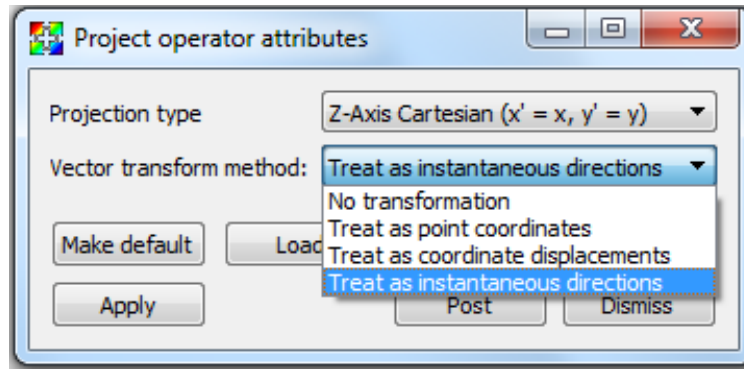 Project operator attributes
Projection type
Z-Axis Cartesian (x' = x, y' = y)
Vector transform method:
Treat as instantaneous directions
No transformation
Treat as point coordinates
Treat as coordinate displacements
Treat as instantaneous directions
Make default
Load
Apply
Post
Dismiss